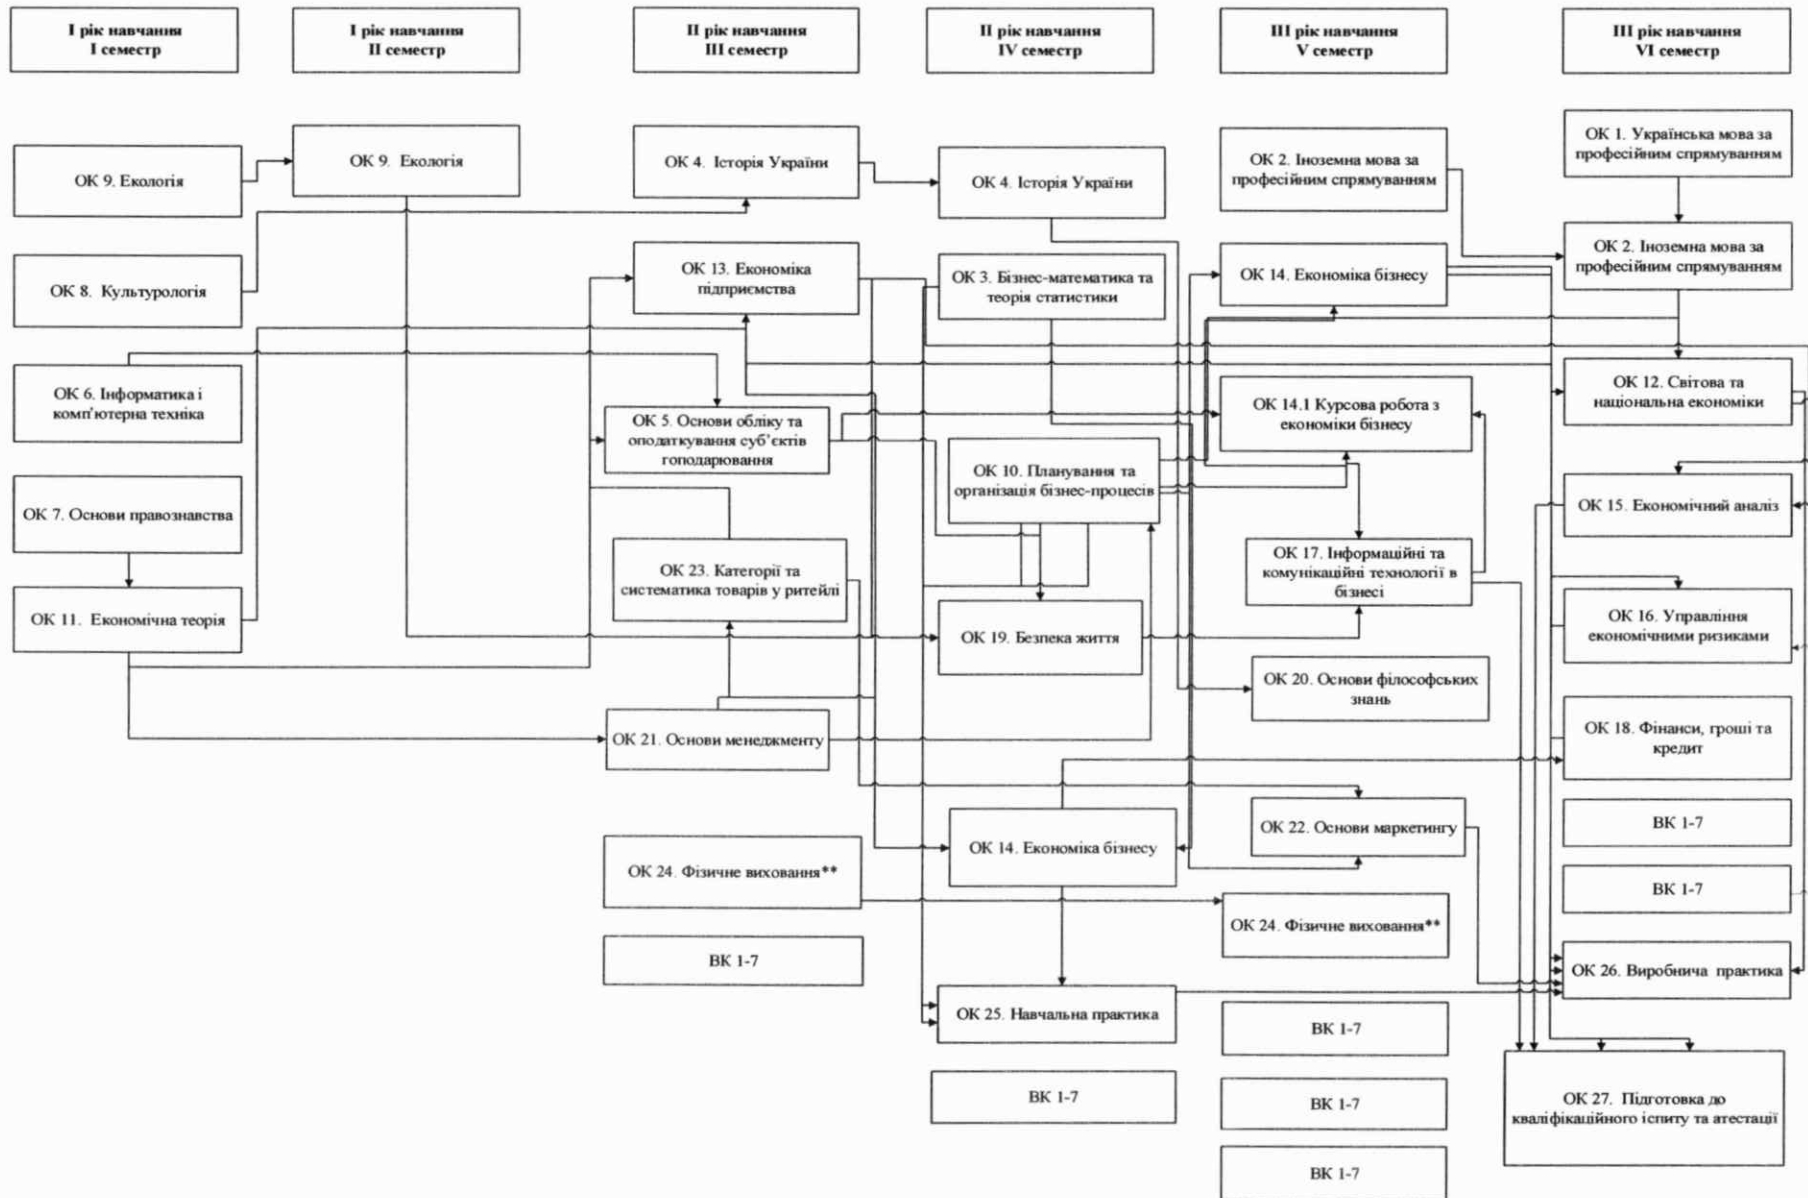 I рік навчання
I семестр
I рік навчання
II семестр
II рік навчання
III семестр
II рік навчання
IV семестр
III рік навчання
V семестр
III рік навчання
VI семестр
ОК 9. Екологія
ОК 8. Культурологія
ОК 6. Інформатика і
комп'ютерна техніка
ОК 7. Основи правознавства
ОК 11. Економічна теорія
ОК 9. Екологія
ОК 4. Історія України
ОК 13. Економіка
підприємства
ОК 5. Основи обліку та
оподаткування суб'єктів
гоподарювання
ОК 23. Категорії та
систематика товарів у ритейлі
ОК 21. Основи менеджменту
ОК 24. Фізичне виховання**
ВК 1-7
ОК 4. Історія України
ОК 3. Бізнес-математика та
теорія статистики
ОК 10. Планування та
організація бізнес-процесів
ОК 19. Безпека життя
ОК 14. Економіка бізнесу
ОК 25. Навчальна практика
ВК 1-7
ОК 2. Іноземна мова за
професійним спрямуванням
ОК 14. Економіка бізнесу
ОК 14.1 Курсова робота з
економіки бізнесу
ОК 17. Інформаційні та
комунікаційні технології в
бізнесі
ОК 20. Основи філософських
знань
ОК 22. Основи маркетингу
ОК 24. Фізичне виховання**
ВК 1-7
ВК 1-7
ВК 1-7
ОК 1. Українська мова за
професійним спрямуванням
ОК 2. Іноземна мова за
професійним спрямуванням
ОК 12. Світова та
національна економіки
ОК 15. Економічний аналіз
ОК 16. Управління
економічними ризиками
ОК 18. Фінанси, гроші та
кредит
ВК 1-7
ВК 1-7
ОК 26. Виробнича практика
ОК 27. Підготовка до
кваліфікаційного іспиту та атестації